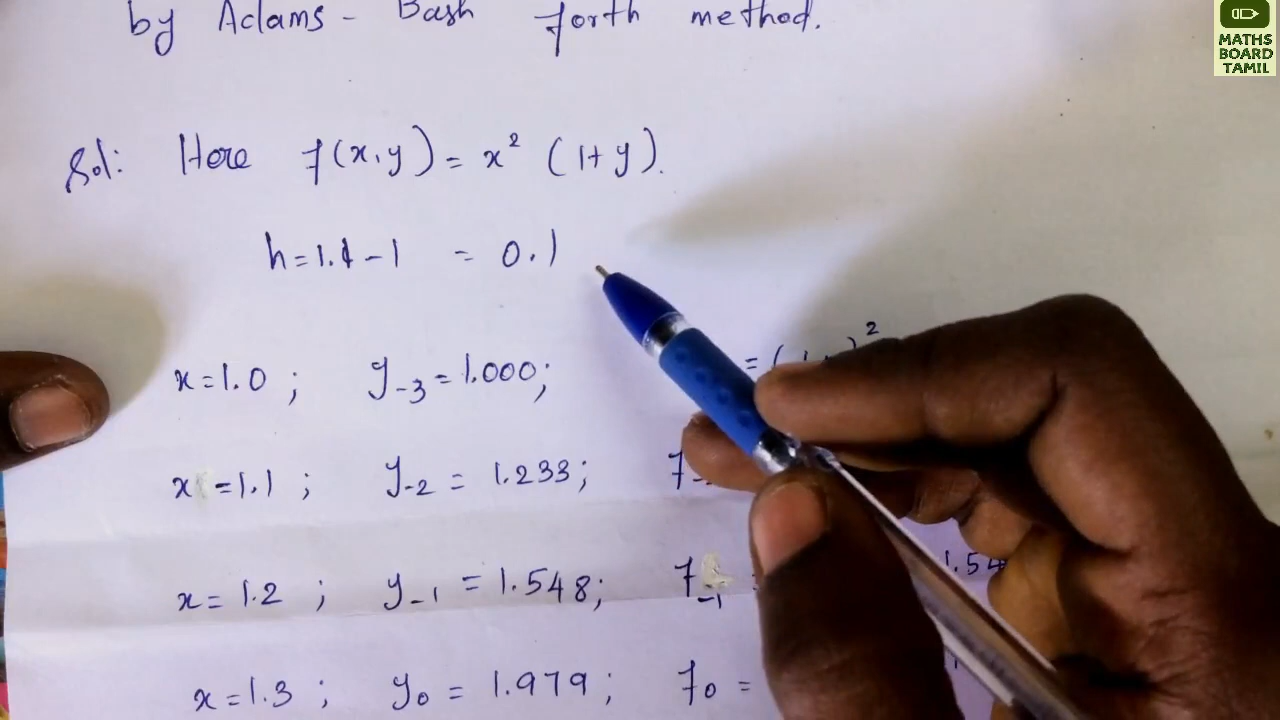 by Adams - Bash forth method.
MATHS
BOARD
TAMIL
Sol: Here f(x,y) = x² (1+y).
h = 1.1 - 1 = 0.1
x = 1.0 ; y₋₃ = 1.000;
x = 1.1 ; y₋₂ = 1.233;
x = 1.2 ; y₋₁ = 1.548; f₋₁
x = 1.3 ; y₀ = 1.979 ; f₀ =